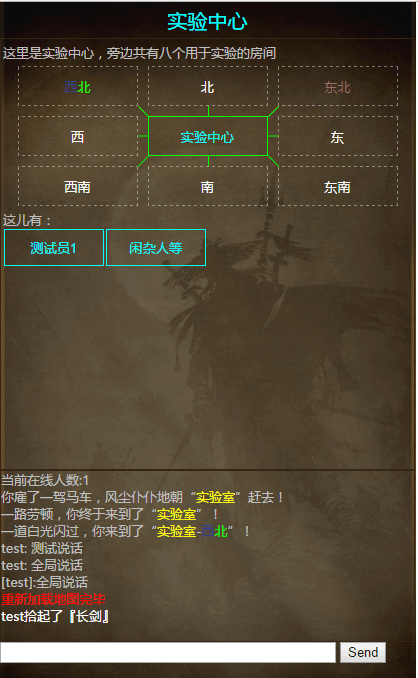 实验中心
这里是实验中心，旁边共有八个用于实验的房间
西北 北 东北
西 实验中心 东
西南 南 东南
这儿有：
测试员1 闲杂人等
当前在线人数:1
你雇了一驾马车，风尘仆仆地朝“实验室”赶去！
一路劳顿，你终于来到了“实验室”！
一道白光闪过，你来到了“实验室-西北”！
test: 测试说话
test: 全局说话
[test]:全局说话
重新加载地图完毕
test拾起了『长剑』
Send